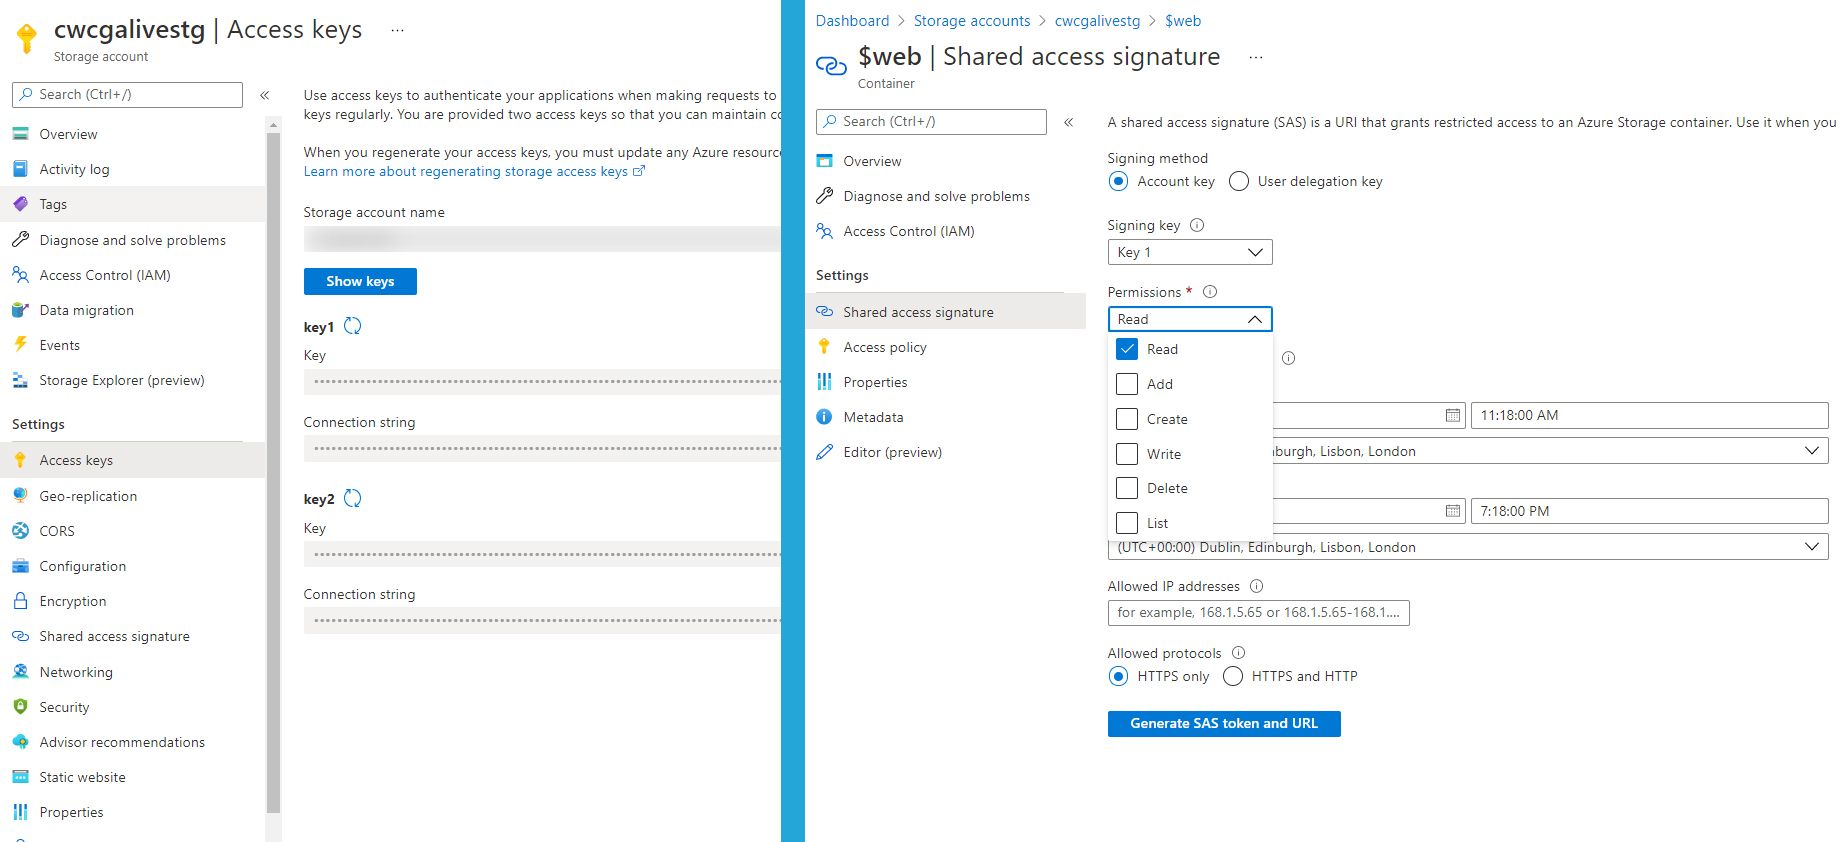 cwcgalivestg | Access keys ...
Storage account
Search (Ctrl+/) «
Overview
Activity log
Tags
Diagnose and solve problems
Access Control (IAM)
Data migration
Events
Storage Explorer (preview)
Settings
Access keys
Geo-replication
CORS
Configuration
Encryption
Shared access signature
Networking
Security
Advisor recommendations
Static website
Properties
Use access keys to authenticate your applications when making requests to
keys regularly. You are provided two access keys so that you can maintain
When you regenerate your access keys, you must update any Azure
Learn more about regenerating storage access keys
Storage account name
Show keys
key1
Key
Connection string
key2
Key
Connection string
Dashboard > Storage accounts > cwcgalivestg > $web
$web | Shared access signature ...
Container
Search (Ctrl+/) «
Overview
Diagnose and solve problems
Access Control (IAM)
Settings
Shared access signature
Access policy
Properties
Metadata
Editor (preview)
A shared access signature (SAS) is a URI that grants restricted access to an Azure Storage container. Use it when you
Signing method
Account key User delegation key
Signing key
Key 1
Permissions *
Read
Read
Add
Create
Write
Delete
List
11:18:00 AM
burgh, Lisbon, London
7:18:00 PM
(UTC+00:00) Dublin, Edinburgh, Lisbon, London
Allowed IP addresses
for example, 168.1.5.65 or 168.1.5.65-168.1....
Allowed protocols
HTTPS only HTTPS and HTTP
Generate SAS token and URL